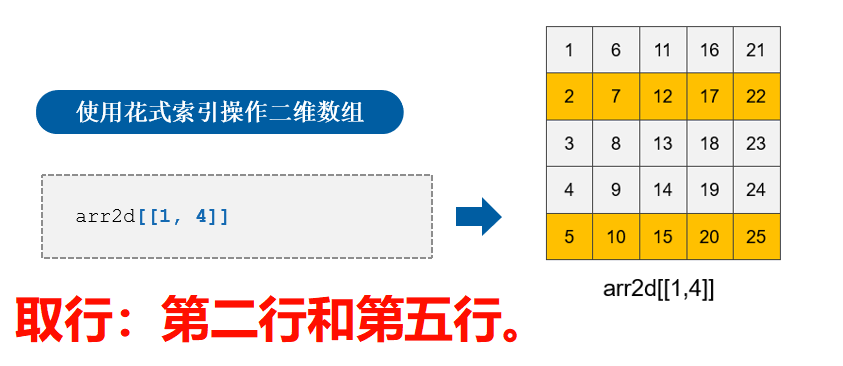 使用花式索引操作二维数组
arr2d[[1, 4]]
取行：第二行和第五行。
1 6 11 16 21
2 7 12 17 22
3 8 13 18 23
4 9 14 19 24
5 10 15 20 25
arr2d[[1,4]]